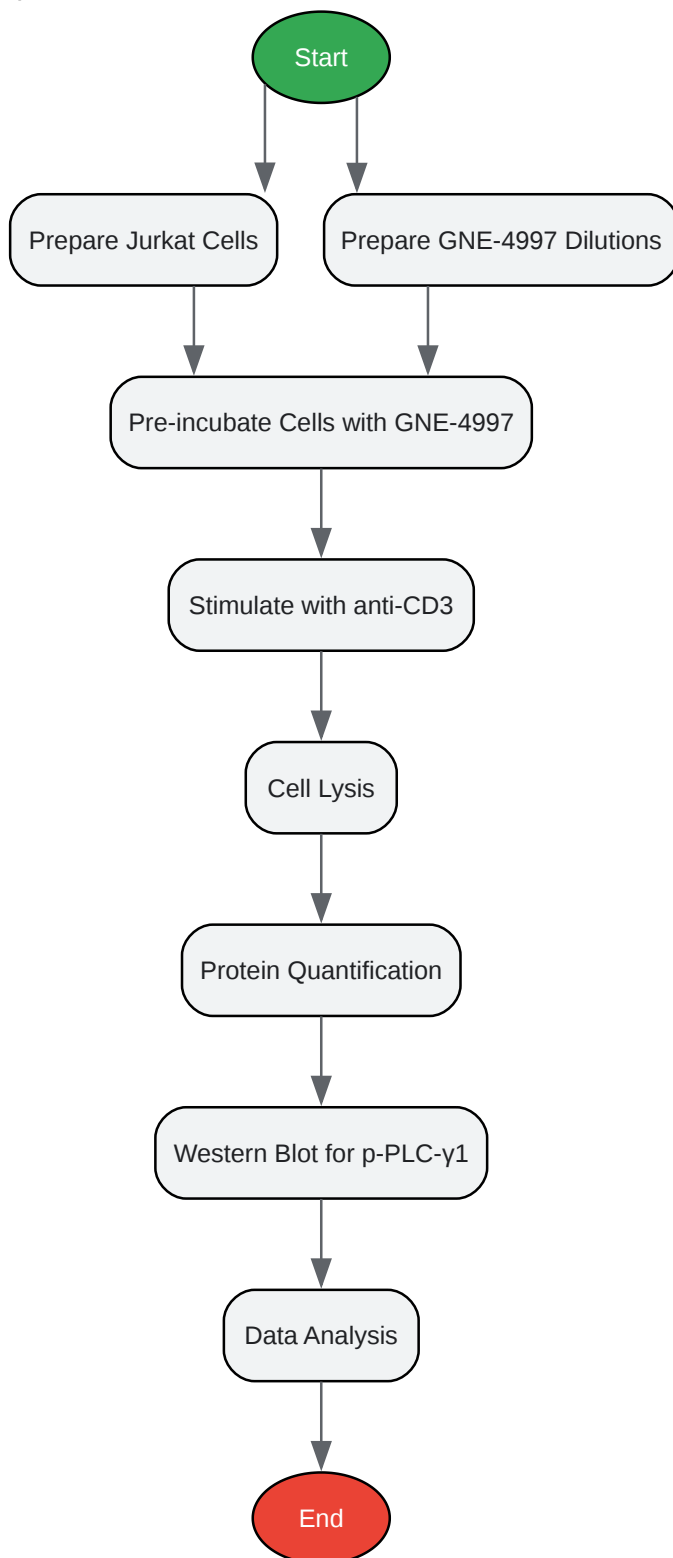 Start
Prepare Jurkat Cells
Prepare GNE-4997 Dilutions
Pre-incubate Cells with GNE-4997
Stimulate with anti-CD3
Cell Lysis
Protein Quantification
Western Blot for p-PLC-γ1
Data Analysis
End